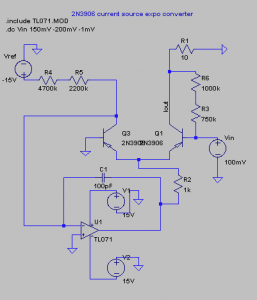 2N3906 current source expo converter
.include TL071.MOD
.do Vin 150mV -200mV -1mV
R1
10
Vref
-15V
R4
4700k
R5
2200k
R6
1000k
R3
750k
Iout
Q3
2N3906
Q1
2N3906
Vin
100mV
R2
1k
C1
100pF
V1
15V
U1
TL071
V2
15V